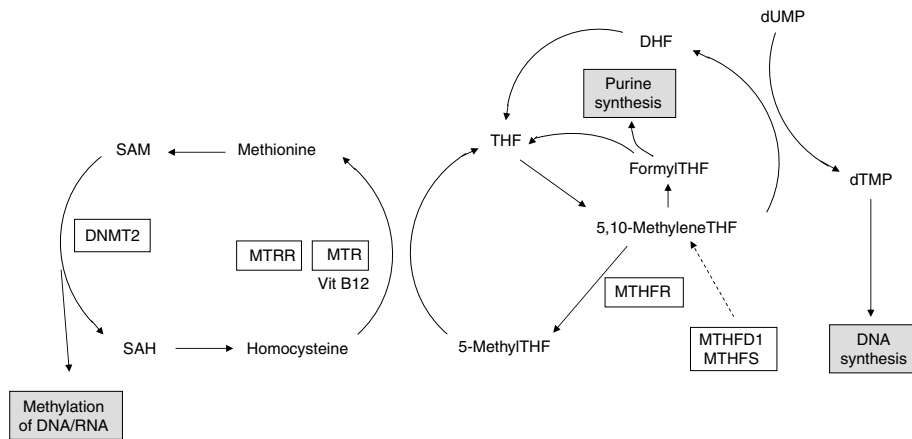 dUMP
DHF
Purine
synthesis
THF
SAM
Methionine
FormylTHF
dTMP
DNMT2
5,10-MethyleneTHF
MTRR
MTR
Vit B12
MTHFR
SAH
Homocysteine
5-MethylTHF
MTHFD1
MTHFS
DNA
synthesis
Methylation
of DNA/RNA